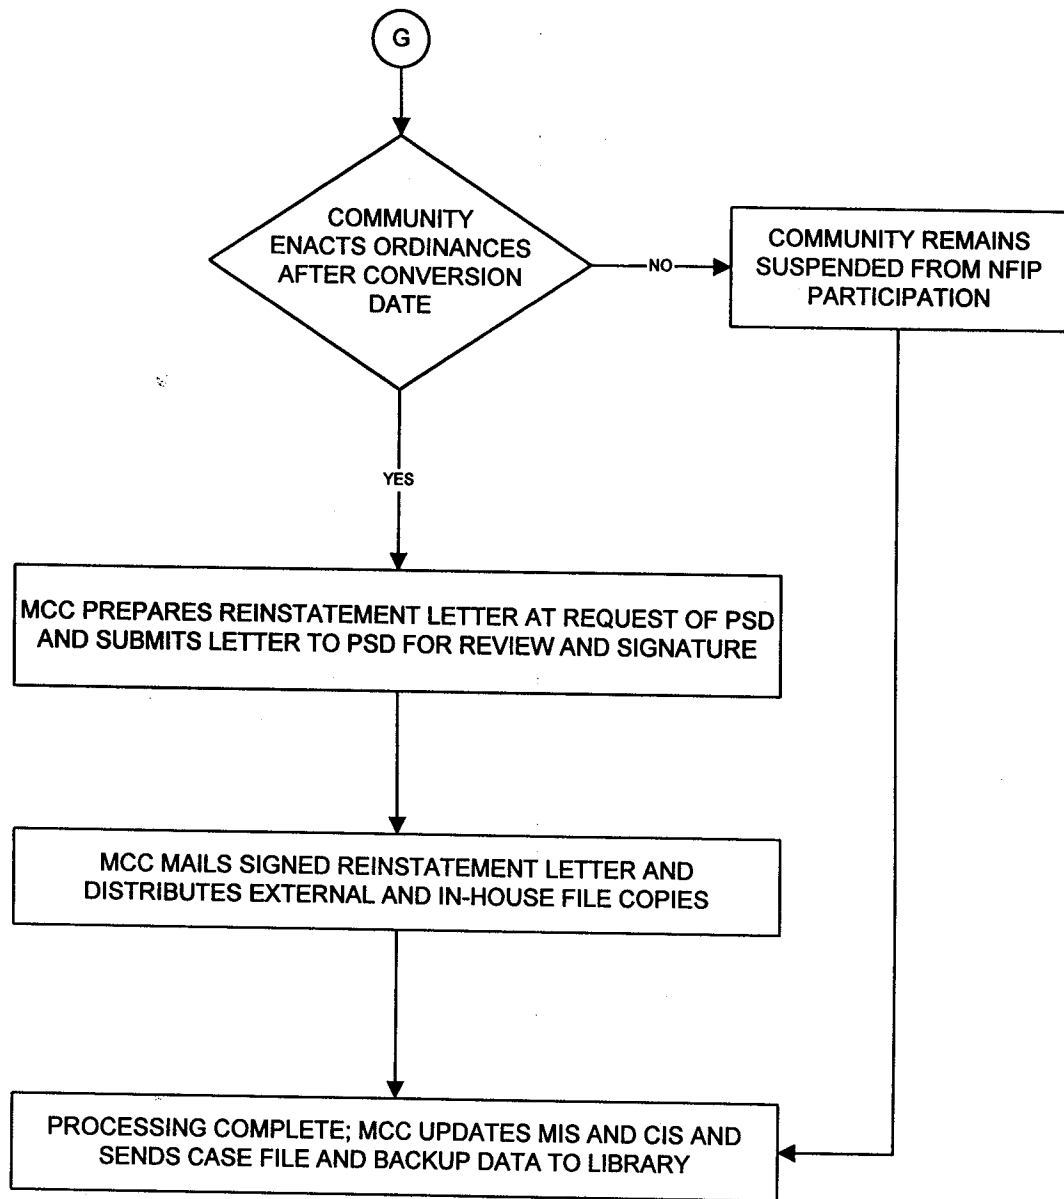 G
COMMUNITY
ENACTS ORDINANCES
AFTER CONVERSION
DATE
NO
COMMUNITY REMAINS
SUSPENDED FROM NFIP
PARTICIPATION
YES
MCC PREPARES REINSTATEMENT LETTER AT REQUEST OF PSD
AND SUBMITS LETTER TO PSD FOR REVIEW AND SIGNATURE
MCC MAILS SIGNED REINSTATEMENT LETTER AND
DISTRIBUTES EXTERNAL AND IN-HOUSE FILE COPIES
PROCESSING COMPLETE; MCC UPDATES MIS AND CIS AND
SENDS CASE FILE AND BACKUP DATA TO LIBRARY